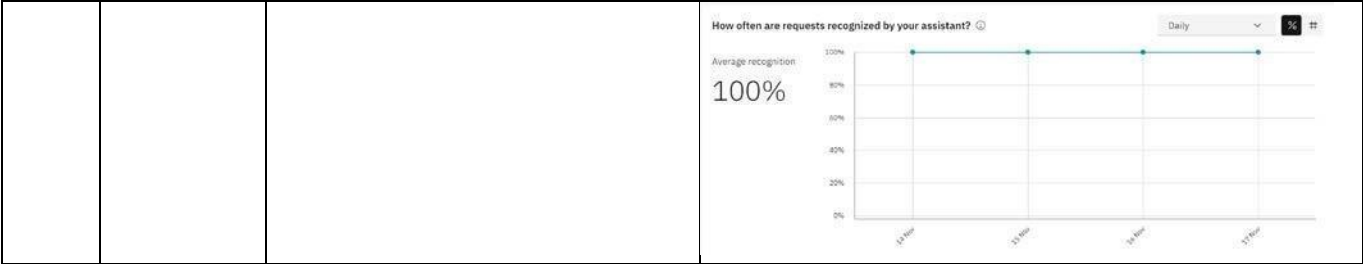 How often are requests recognized by your assistant?
Daily
% #
Average recognition
100%
100%
80%
60%
40%
20%
0%
14 Nov
15 Nov
16 Nov
17 Nov